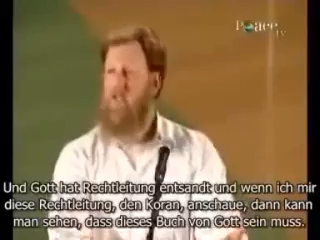 Peace
tv
Und Gott hat Rechtleitung entsandt und wenn ich mir
diese Rechtleitung, den Koran, anschaue, dann kann
man sehen, dass dieses Buch von Gott sein muss.